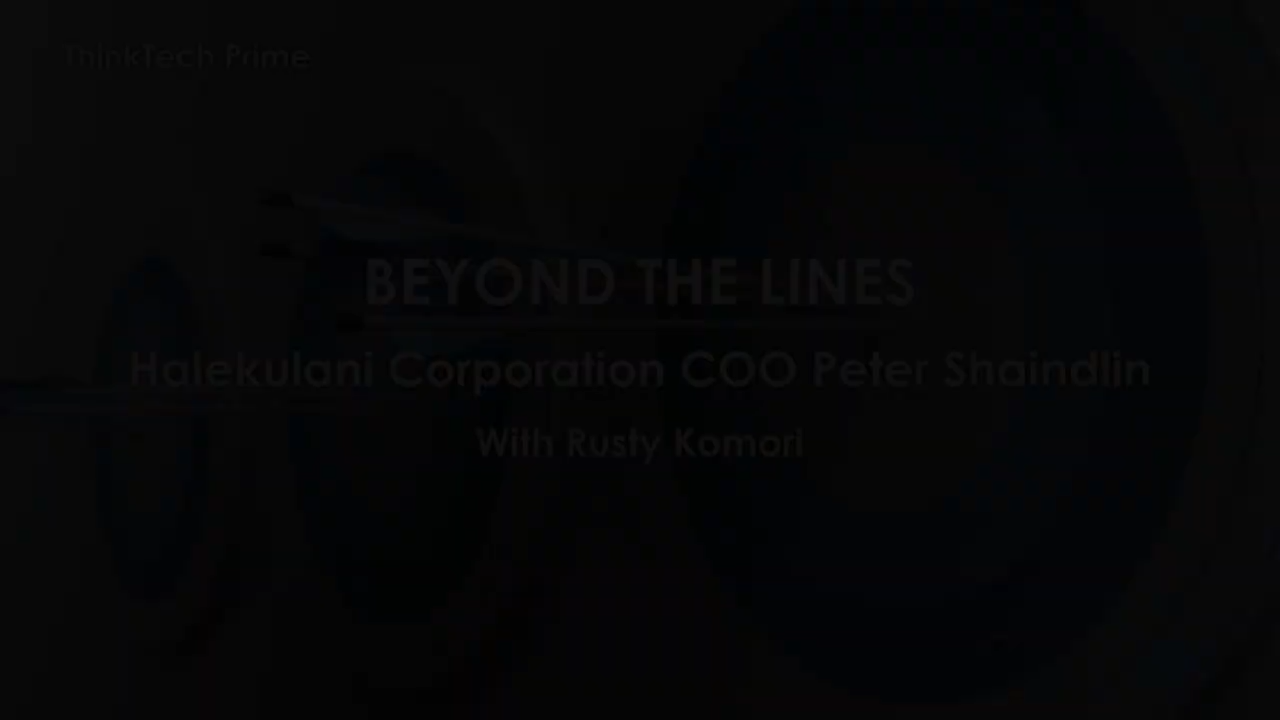 ThinkTech Prime
BEYOND THE LINES
Halekulani Corporation COO Peter Shaindlin
With Rusty Komori